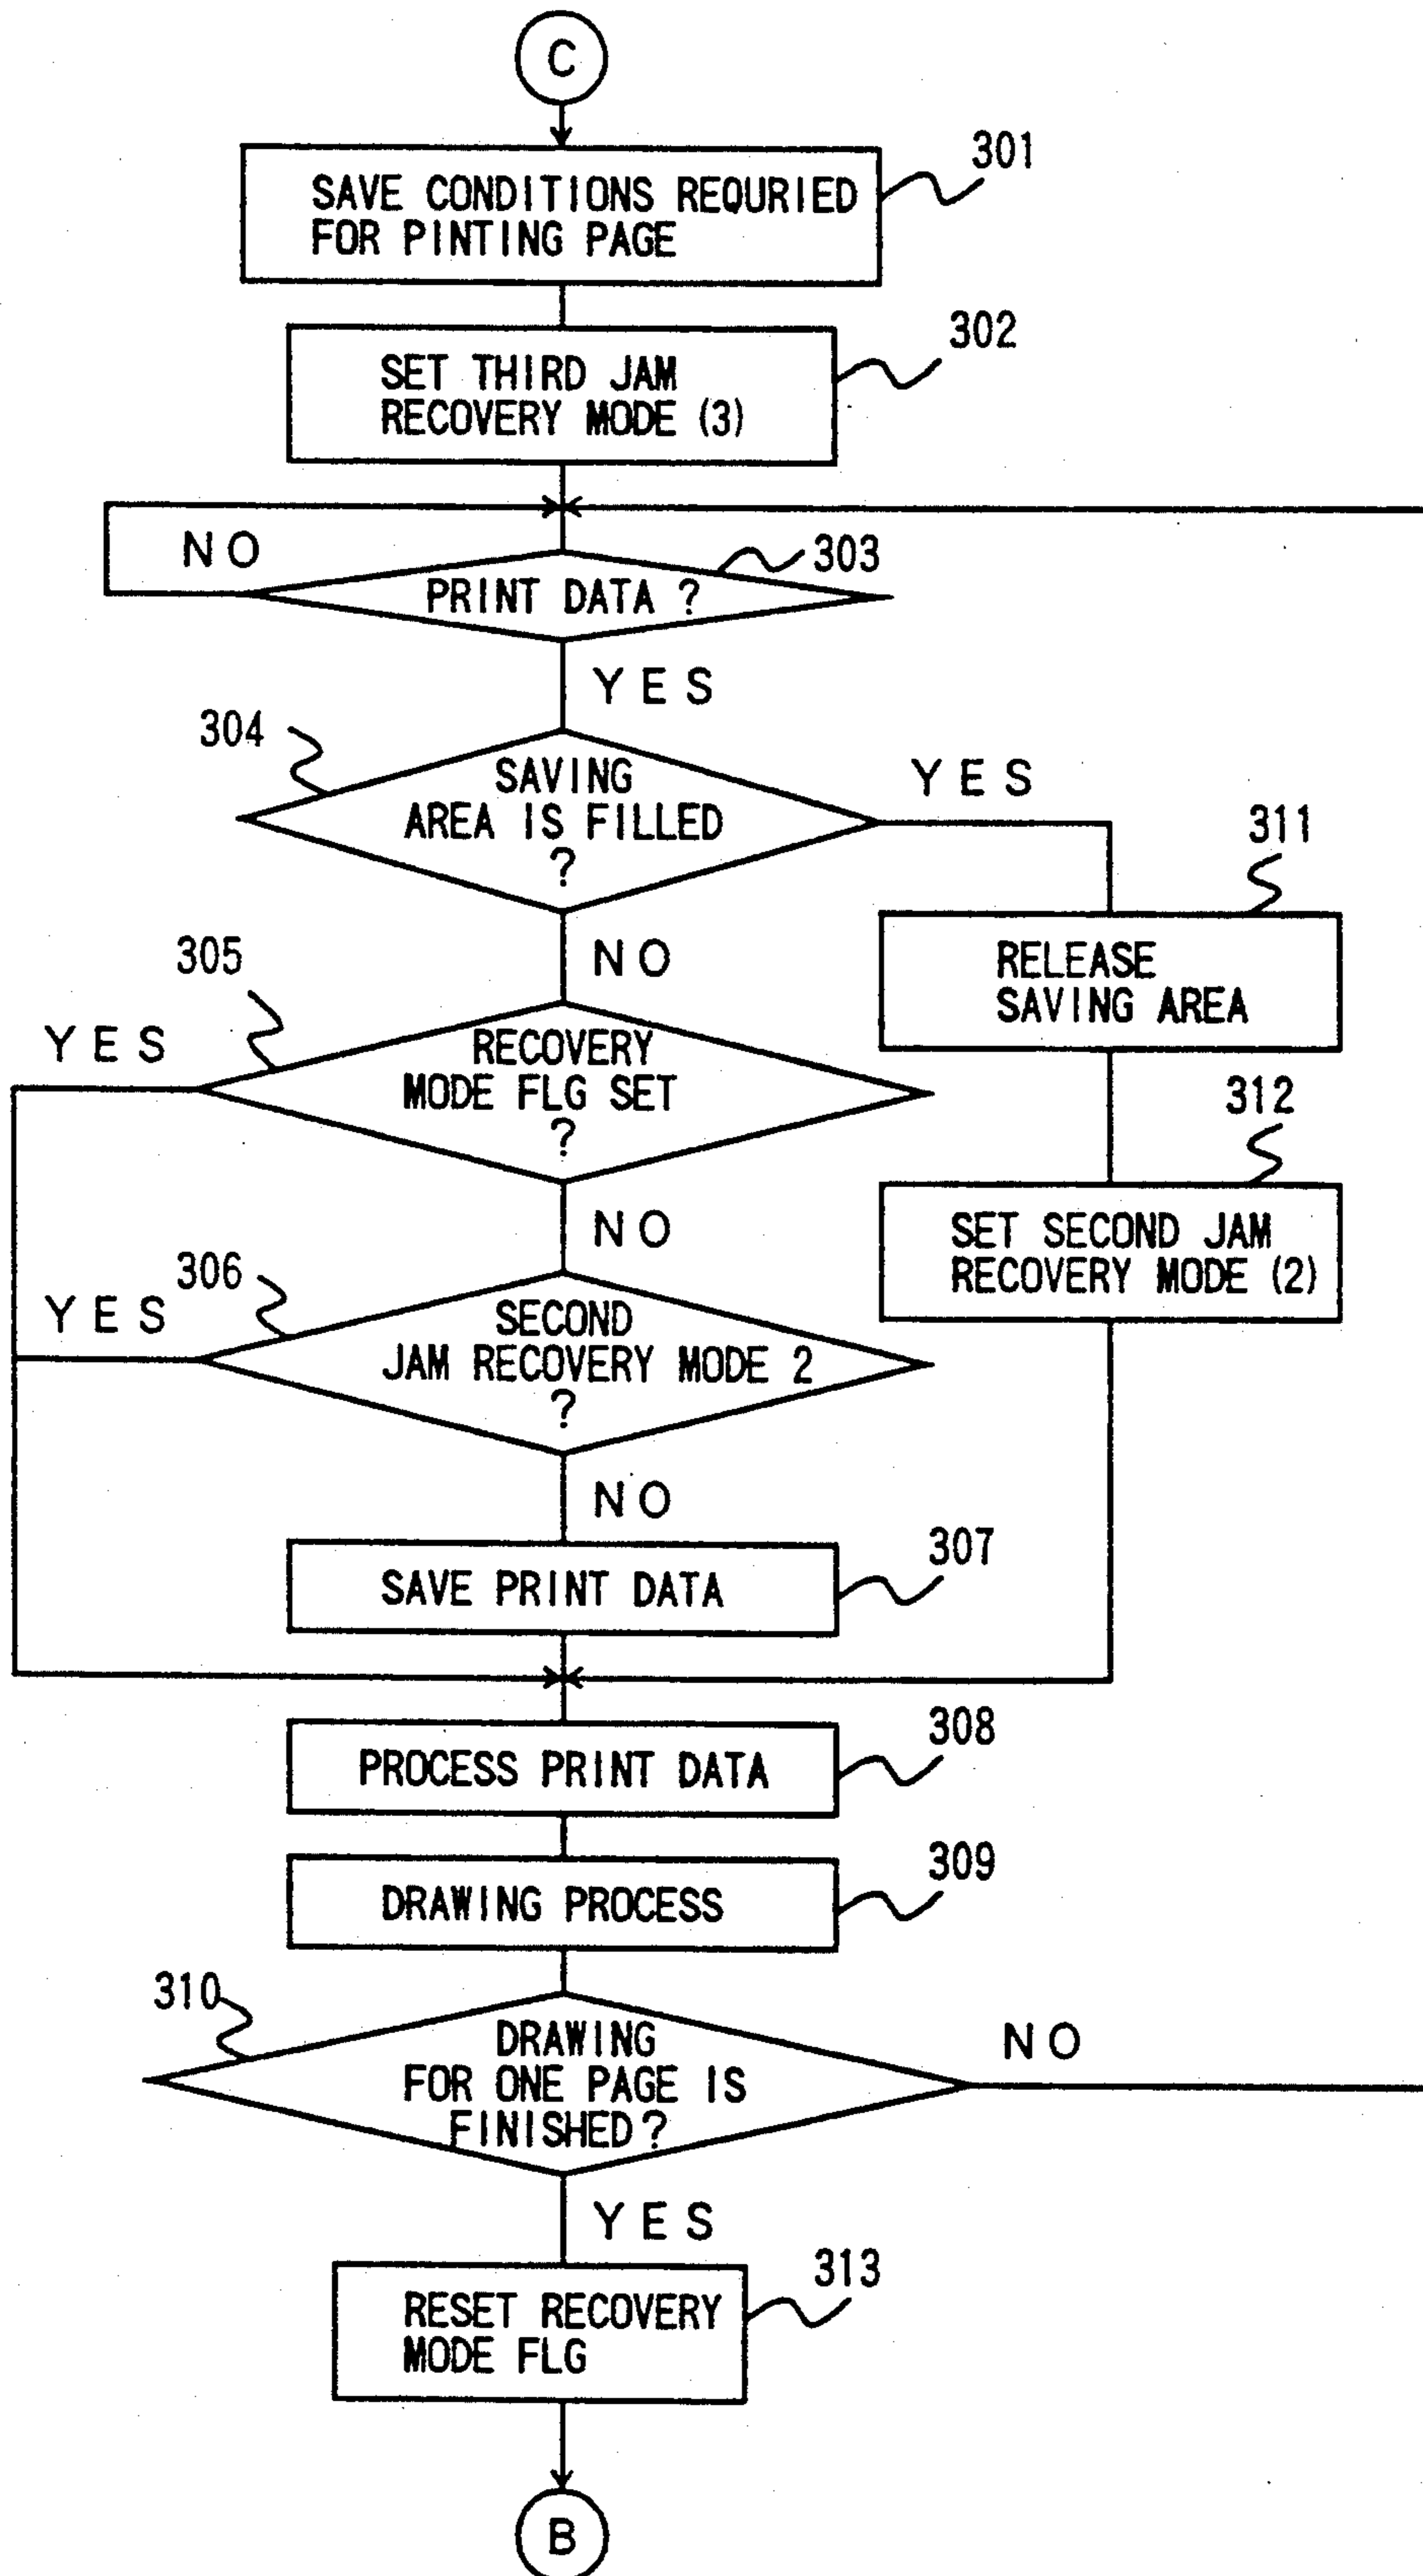 C
301
SAVE CONDITIONS REQURIED
FOR PINTING PAGE
302
SET THIRD JAM
RECOVERY MODE (3)
NO
303
PRINT DATA ?
YES
304
SAVING
AREA IS FILLED
?
YES
311
RELEASE
SAVING AREA
NO
305
YES
RECOVERY
MODE FLG SET
?
312
SET SECOND JAM
RECOVERY MODE (2)
NO
306
YES
SECOND
JAM RECOVERY MODE 2
?
NO
307
SAVE PRINT DATA
308
PROCESS PRINT DATA
309
DRAWING PROCESS
310
DRAWING
FOR ONE PAGE IS
FINISHED?
NO
YES
313
RESET RECOVERY
MODE FLG
B